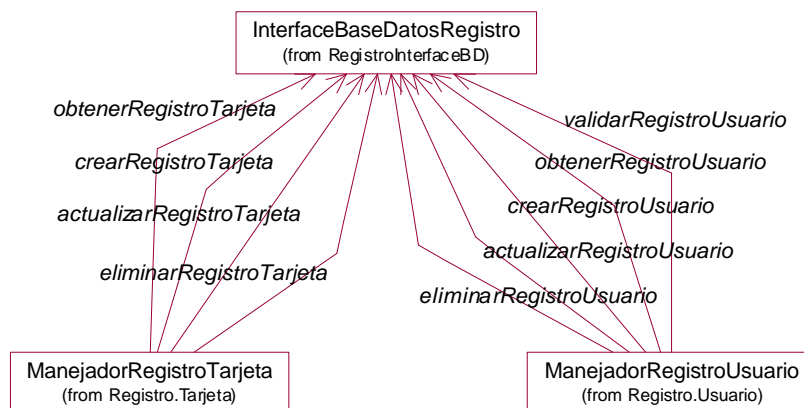 InterfaceBaseDatosRegistro
(from RegistroInterfaceBD)
obtenerRegistroTarjeta
validarRegistroUsuario
crearRegistroTarjeta
obtenerRegistroUsuario
actualizarRegistroTarjeta
crearRegistroUsuario
eliminarRegistroTarjeta
actualizarRegistroUsuario
eliminarRegistroUsuario
ManejadorRegistroTarjeta
(from Registro.Tarjeta)
ManejadorRegistroUsuario
(from Registro.Usuario)